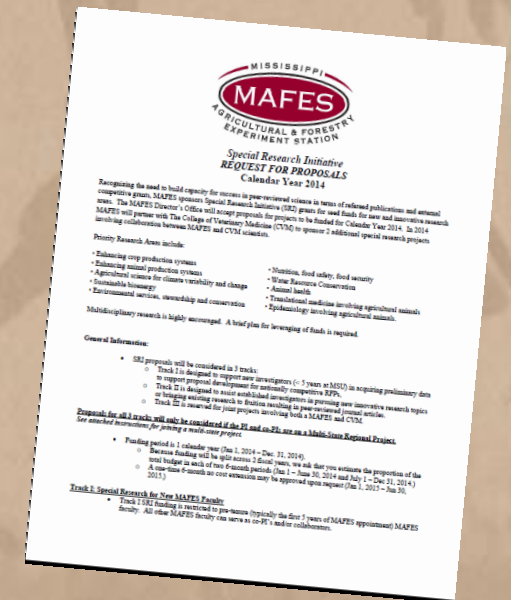 MISSISSIPPI
MAFES
AGRICULTURAL & FORESTRY
EXPERIMENT STATION
Special Research Initiative
REQUEST FOR PROPOSALS
Calendar Year 2014
Recognizing the need to build capacity for success in peer-reviewed science in terms of refereed publications and external
competitive grants, MAFES sponsors Special Research Initiative (SRI) grants for seed funds for new and innovative research
areas. The MAFES Director's Office will accept proposals for projects to be funded for Calendar Year 2014. In 2014
MAFES will partner with The College of Veterinary Medicine (CVM) to sponsor 2 additional special research projects
involving collaboration between MAFES and CVM scientists.
Priority Research Areas include:
• Enhancing crop production systems
• Enhancing animal production systems
• Agricultural science for climate variability and change
• Sustainable bioenergy
• Environmental services, stewardship and conservation
• Nutrition, food safety, food security
• Water Resource Conservation
• Animal health
• Translational medicine involving agricultural animals
• Epidemiology involving agricultural animals.
Multidisciplinary research is highly encouraged. A brief plan for leveraging of funds is required.
General Information:
• SRI proposals will be considered in 3 tracks:
o Track I is designed to support new investigators (< 5 years at MSU) in acquiring preliminary data
to support proposal development for nationally competitive RFPs.
o Track II is designed to assist established investigators in pursuing new innovative research topics
or bringing existing research to fruition resulting in peer-reviewed journal articles.
o Track III is reserved for joint projects involving both a MAFES and CVM.
Proposals for all 3 tracks will only be considered if the PI and co-PIs are on a Multi-State Regional Project.
See attached instructions for joining a multi-state project.
• Funding period is 1 calendar year (Jan 1, 2014 – Dec. 31, 2014).
o Because funding will be split across 2 fiscal years, we ask that you estimate the proportion of the
total budget in each of two 6-month periods (Jan 1 – June 30, 2014 and July 1 – Dec 31, 2014.)
o A one-time 6-month no cost extension may be approved upon request (Jan 1, 2015 – Jun 30,
2015.)
Track I: Special Research for New MAFES Faculty
• Track I SRI funding is restricted to pre-tenure (typically the first 5 years of MAFES appointment) MAFES
faculty. All other MAFES faculty can serve as co-PI's and/or collaborators.